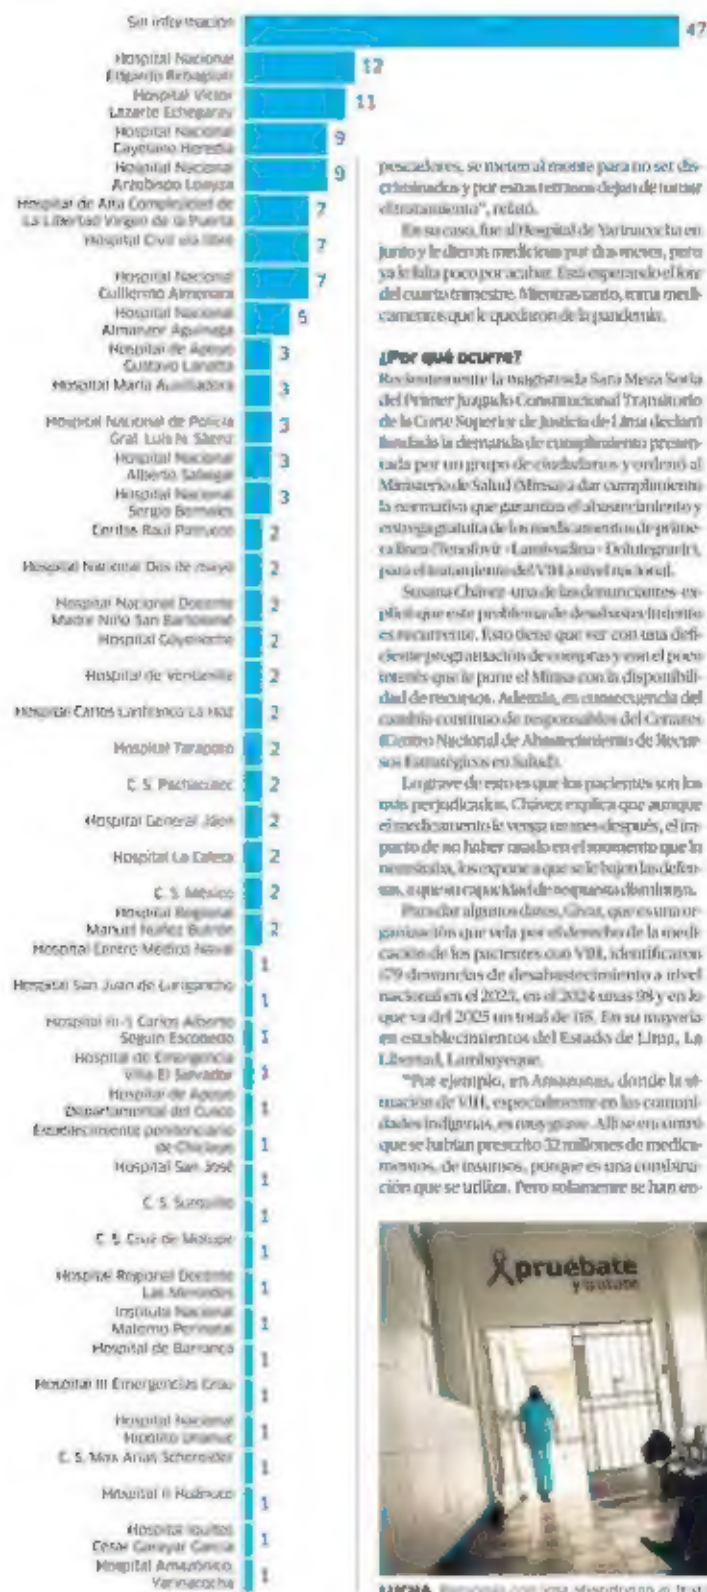 Sin información
47
Hospital Nacional
Edgardo Rebagliati
12
Hospital Víctor
Lazarte Echegaray
11
Hospital Nacional
Cayetano Heredia
9
Hospital Nacional
Arzobispo Loayza
9
Hospital de Alta Complejidad de
La Libertad Virgen de la Puerta
7
Hospital Civil
7
Hospital Nacional
Guillermo Almenara
7
Hospital Nacional
Almanzor Aguinaga
5
Hospital de Apoyo
Gustavo Lanatta
3
Hospital María Auxiliadora
3
Hospital Nacional de Policía
Gral. Luis N. Sáenz
3
Hospital Nacional
Alberto Sabogal
3
Hospital Nacional
Sergio Bernales
3
Raúl Patrucco
2
Hospital Nacional Dos de mayo
2
Hospital Nacional Docente
Madre Niño San Bartolomé
2
Hospital
2
Hospital de Ventanilla
2
Hospital Carlos Lanfranco La Hoz
2
Hospital Tarapoto
2
C. S. Pachacutec
2
Hospital General Jaén
2
Hospital La Caleta
2
C. S. México
2
Hospital Regional
Manuel Núñez Butrón
2
Hospital Centro Médico Naval
1
Hospital San Juan de Lurigancho
1
Hospital III-1 Carlos Alberto
Seguín Escobedo
1
Hospital de Emergencia
Villa El Salvador
1
Hospital de Apoyo
Departamental del Cusco
1
Establecimiento penitenciario
de Chiclayo
1
Hospital San José
1
C. S. Surquillo
1
C. S. Cruz de Motupe
1
Hospital Regional Docente
Las Mercedes
1
Instituto Nacional
Materno Perinatal
1
Hospital de Barranca
1
Hospital III Emergencias Grau
1
Hospital Nacional
Hipólito Unanue
1
C. S. Max Arias Schereider
1
Hospital II Huánuco
1
Hospital Iquitos
César Garayar García
1
Hospital Amazónico
Yarinacocha
1
pescadores, se meten al monte para no ser dis-
criminados y por estas dejan de tomar
el tratamiento", relató.
En su caso, fue al Hospital de Yarinacocha en
junio y le dieron medicinas por dos meses, pero
ya le falta poco por acabar. Está esperando el lote
del cuarto trimestre. Mientras tanto, toma medi-
camentos que le quedaron de la pandemia.
¿Por qué ocurre?
Recientemente la magistrada Sara Meza Soria
del Primer Juzgado Constitucional Transitorio
de la Corte Superior de Justicia de Lima declaró
fundada la demanda de cumplimiento presen-
tada por un grupo de ciudadanos y ordenó al
Ministerio de Salud (Minsa) a dar cumplimiento
la normativa que garantiza el abastecimiento y
entrega gratuita de los medicamentos de prime-
ra línea (Tenofovir - Lamivudina - Dolutegravir),
para el tratamiento del VIH a nivel nacional.
Susana Chávez -una de las denunciantes- ex-
plicó que este problema de desabastecimiento
es recurrente. Esto tiene que ver con una defi-
ciente programación de compras y con el poco
interés que le pone el Minsa con la disponibili-
dad de recursos. Además, es consecuencia del
cambio continuo de responsables del Cenares
(Centro Nacional de Abastecimiento de Recur-
sos Estratégicos en Salud).
Lo grave de esto es que los pacientes son los
más perjudicados. Chávez explica que aunque
el medicamento le venga un mes después, el im-
pacto de no haber usado en el momento que lo
necesitaba, los expone a que se le bajen las defen-
sas, a que su capacidad de respuesta disminuya.
Para dar algunos datos, Givar, que es una or-
ganización que vela por el derecho de la medi-
cación de los pacientes con VIH, identificaron
denuncias de desabastecimiento a nivel
nacional en el en el 2024 unas 98 y en lo
que va del 2025 un total de En su mayoría
en establecimientos del Estado de Lima, La
Libertad, Lambayeque.
"Por ejemplo, en Amazonas, donde la si-
tuación de VIH, especialmente en las comuni-
dades indígenas, es muy grave. Allí se encontró
que se habían prescrito 32 millones de medica-
mentos, de insumos, porque es una combina-
ción que se utiliza. Pero solamente se han en-
pruébate
LUCHA.